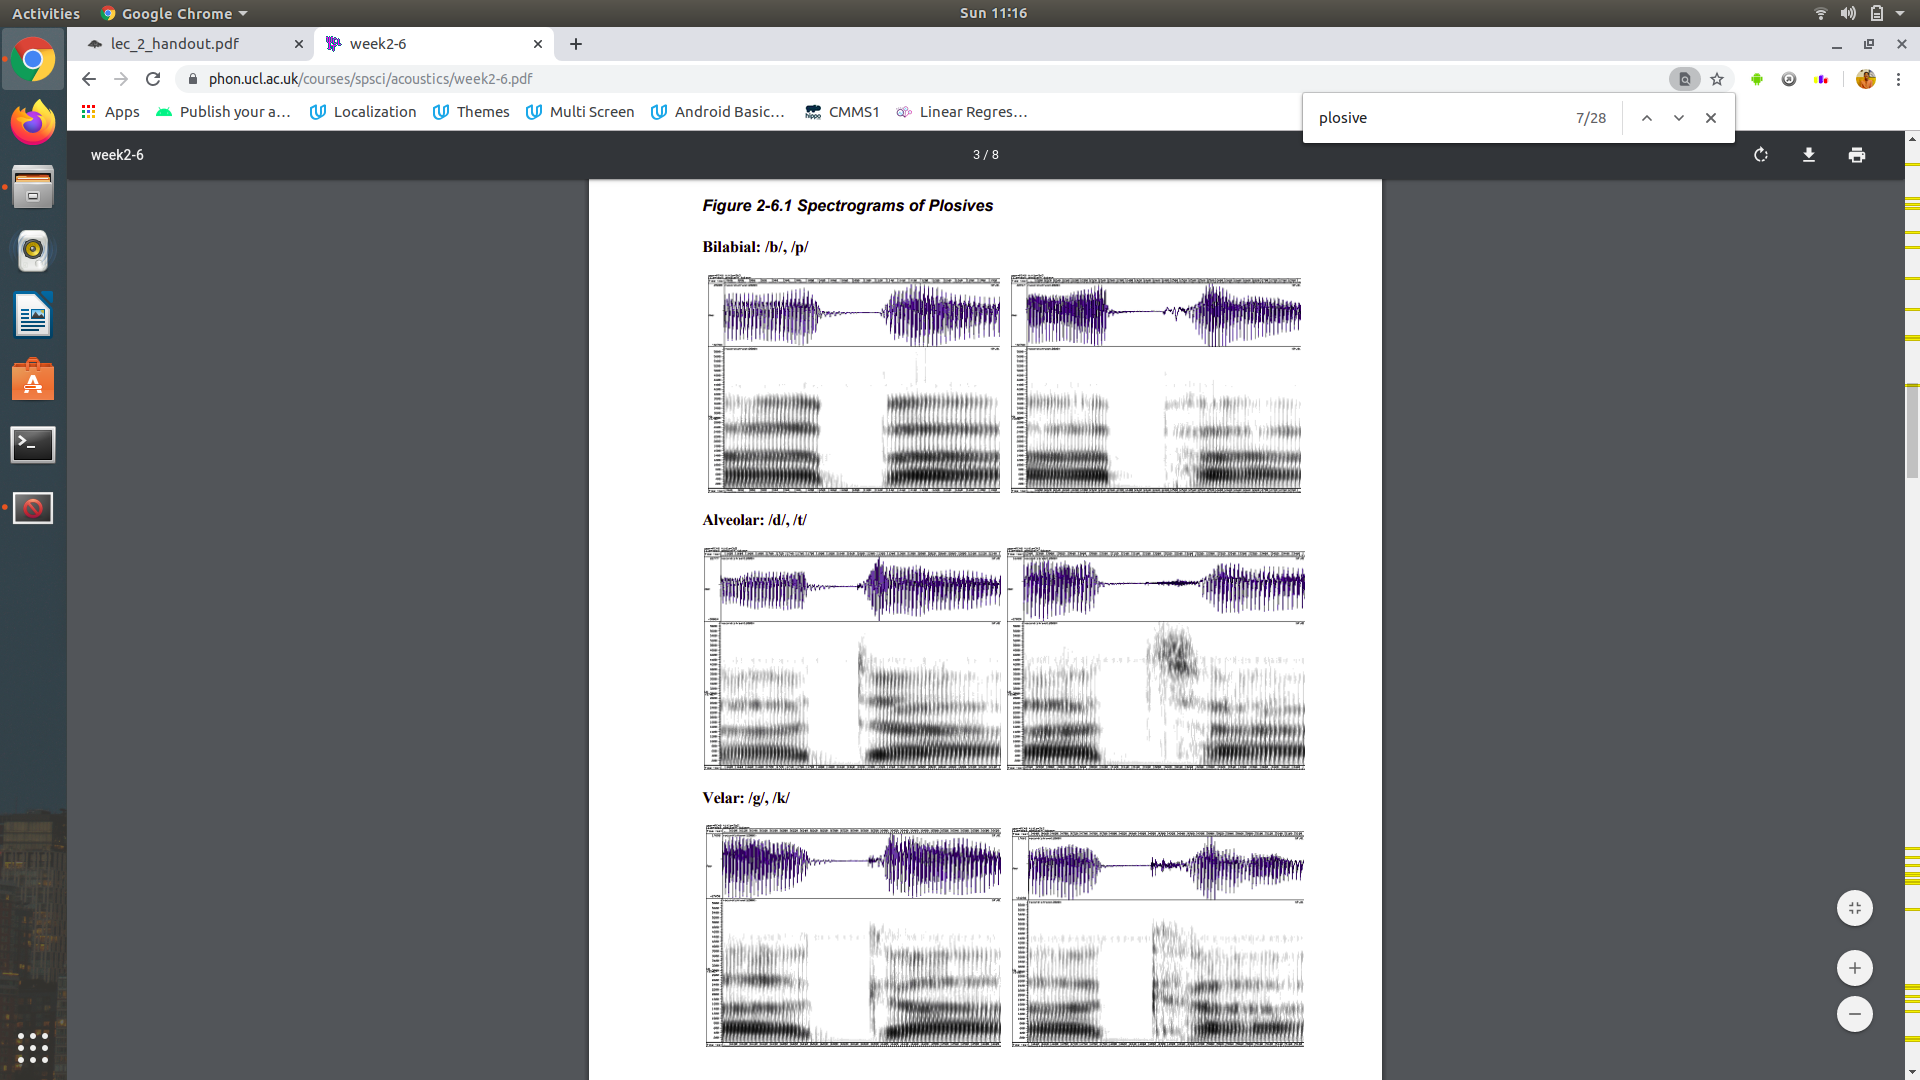 Activities Google Chrome Sun 11:16
lec_2_handout.pdf week2-6
phon.ucl.ac.uk/courses/spsci/acoustics/week2-6.pdf
Apps Publish your a... Localization Themes Multi Screen Android Basic... CMMS1 Linear Regres...
plosive 7/28
week2-6 3 / 8
Figure 2-6.1 Spectrograms of Plosives
Bilabial: /b/, /p/
Alveolar: /d/, /t/
Velar: /g/, /k/